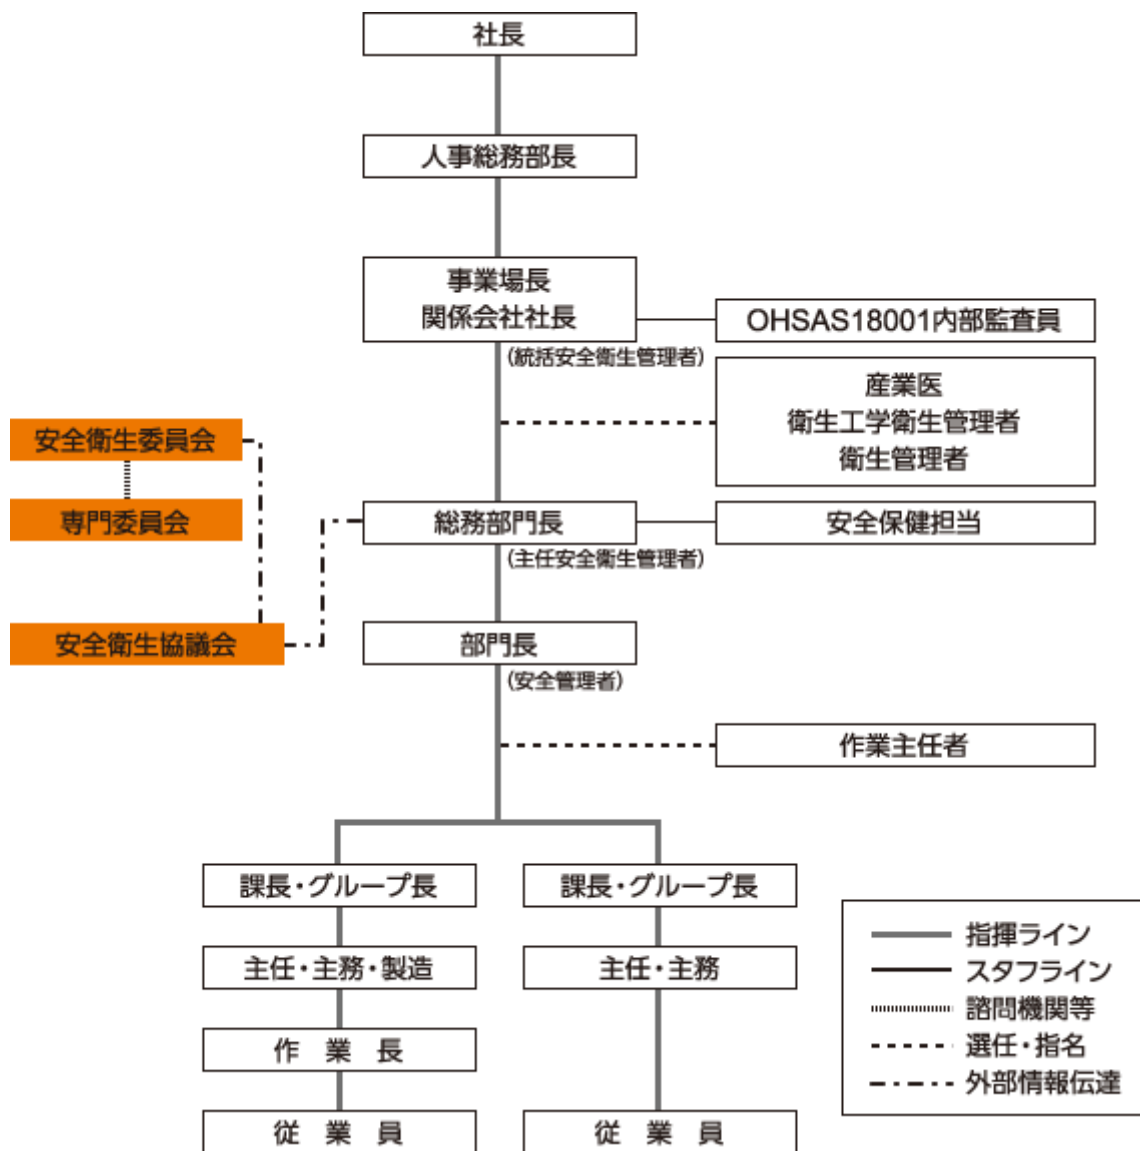 社長
人事総務部長
事業場長
関係会社社長
(統括安全衛生管理者)
OHSAS18001内部監査員
産業医
衛生工学衛生管理者
衛生管理者
安全衛生委員会
専門委員会
総務部門長
(主任安全衛生管理者)
安全保健担当
安全衛生協議会
部門長
(安全管理者)
作業主任者
課長・グループ長
課長・グループ長
主任・主務・製造
主任・主務
作 業 長
従 業 員
従 業 員
指揮ライン
スタフライン
諮問機関等
選任・指名
外部情報伝達